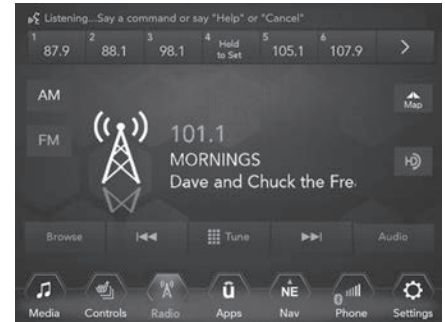 Listening...Say a command or say "Help" or "Cancel"
1 87.9 2 88.1 3 98.1 4 Hold to Set 5 105.1 6 107.9
AM
Map
FM
101.1
HD
MORNINGS
Dave and Chuck the Fre
Browse Tune Audio
û NE
Media Controls Radio Apps Nav Phone Settings